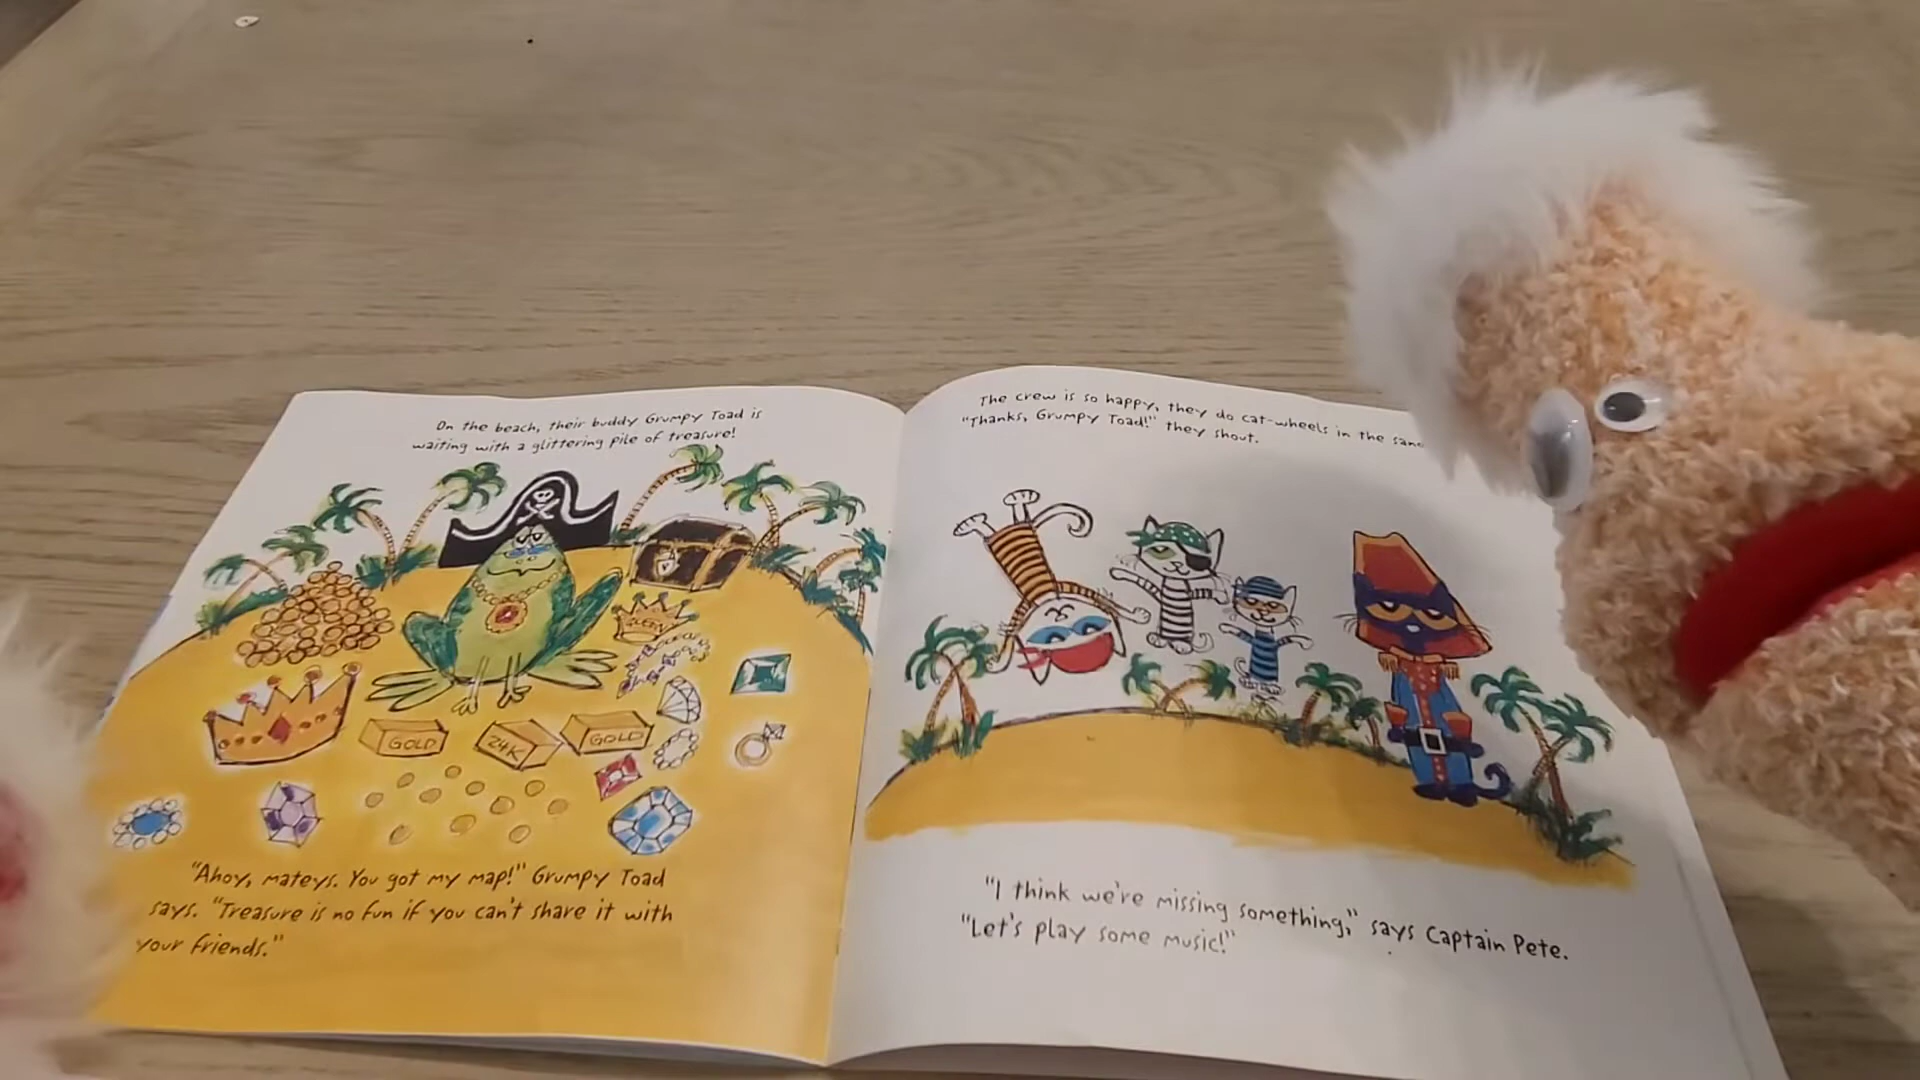 On the beach, their buddy Grumpy Toad is
waiting with a glittering pile of treasure!
QUEEN
GOLD
24K
GOLD
"Ahoy, mateys. You got my map!" Grumpy Toad
says. "Treasure is no fun if you can't share it with
your friends."
The crew is so happy, they do cat-wheels in the
"Thanks, Grumpy Toad!" they shout.
"I think we're missing something," says Captain Pete.
"Let's play some music!"